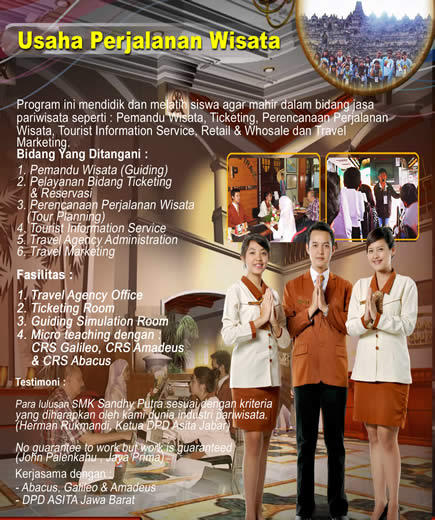 Usaha Perjalanan Wisata
Program ini mendidik dan melatih siswa agar mahir dalam bidang jasa
pariwisata seperti : Pemandu Wisata, Ticketing, Perencanaan Perjalanan
Wisata, Tourist Information Service, Retail & Whosale dan Travel
Marketing.
Bidang Yang Ditangani :
1. Pemandu Wisata (Guiding)
2. Pelayanan Bidang Ticketing
& Reservasi
3. Perencanaan Perjalanan Wisata
(Tour Planning)
4. Tourist Information Service
5. Travel Agency Administration
6. Travel Marketing
Fasilitas :
1. Travel Agency Office
2. Ticketing Room
3. Guiding Simulation Room
4. Micro teaching dengan :
CRS Galileo, CRS Amadeus
& CRS Abacus
Testimoni :
Para lulusan SMK Sandhy Putra sesuai dengan kriteria
yang diharapkan oleh kami dunia industri pariwisata.
(Herman Rukmandi, Ketua DPD Asita Jabar)
No guarantee to work but work is guaranteed
(John Palenkahu , Jaya Prima)
Kerjasama dengan :
- Abacus, Galileo & Amadeus
- DPD ASITA Jawa Barat